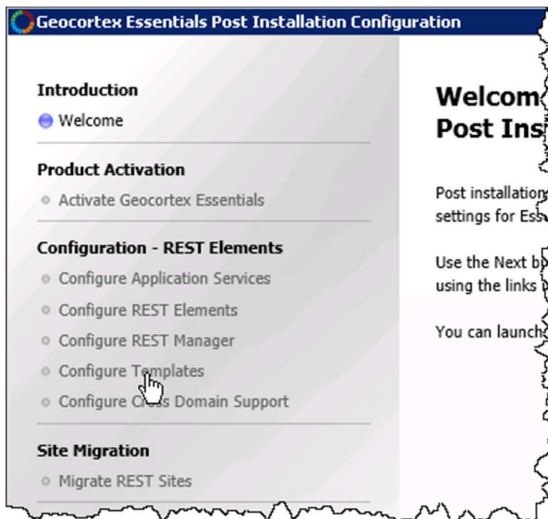 Geocortex Essentials Post Installation Configuration
Introduction
Welcome
Product Activation
Activate Geocortex Essentials
Configuration - REST Elements
Configure Application Services
Configure REST Elements
Configure REST Manager
Configure Templates
Configure Cross Domain Support
Site Migration
Migrate REST Sites
Welcom
Post Ins
Post installation
settings for Ess
Use the Next b
using the links
You can launch